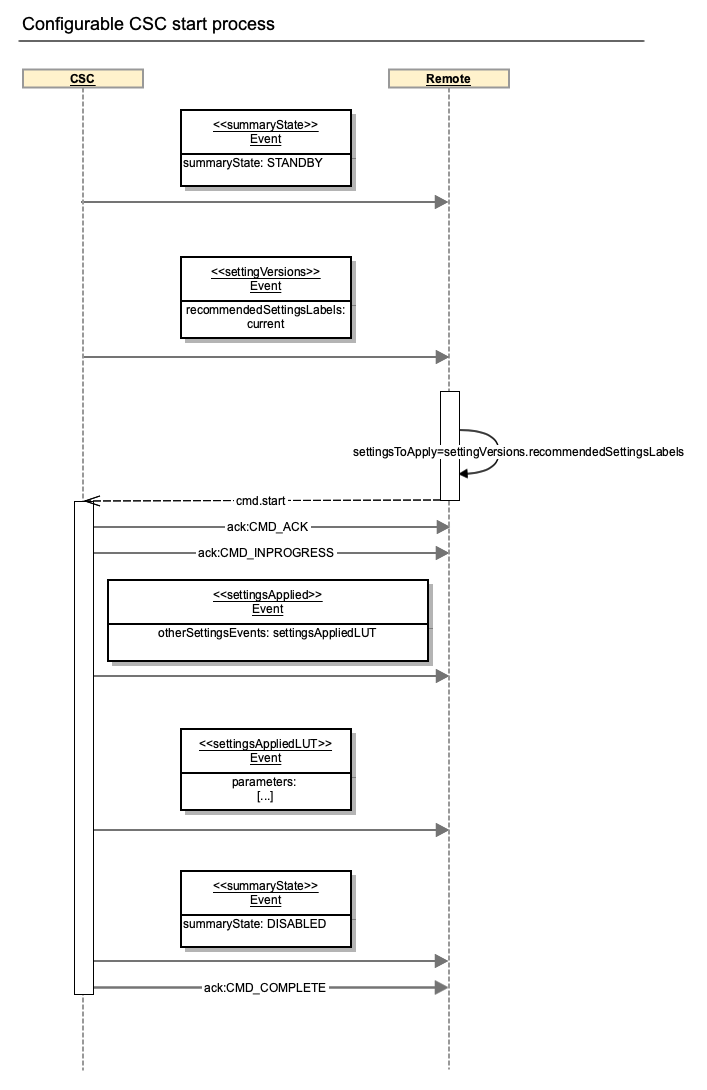 Configurable CSC start process
CSC
Remote
<<summaryState>>
Event
summaryState: STANDBY
<<settingVersions>>
Event
recommendedSettingsLabels:
current
settingsToApply=settingVersions.recommendedSettingsLabels
cmd.start
ack:CMD_ACK
ack:CMD_INPROGRESS
<<settingsApplied>>
Event
otherSettingsEvents: settingsAppliedLUT
<<settingsAppliedLUT>>
Event
parameters:
[...]
<<summaryState>>
Event
summaryState: DISABLED
ack:CMD_COMPLETE